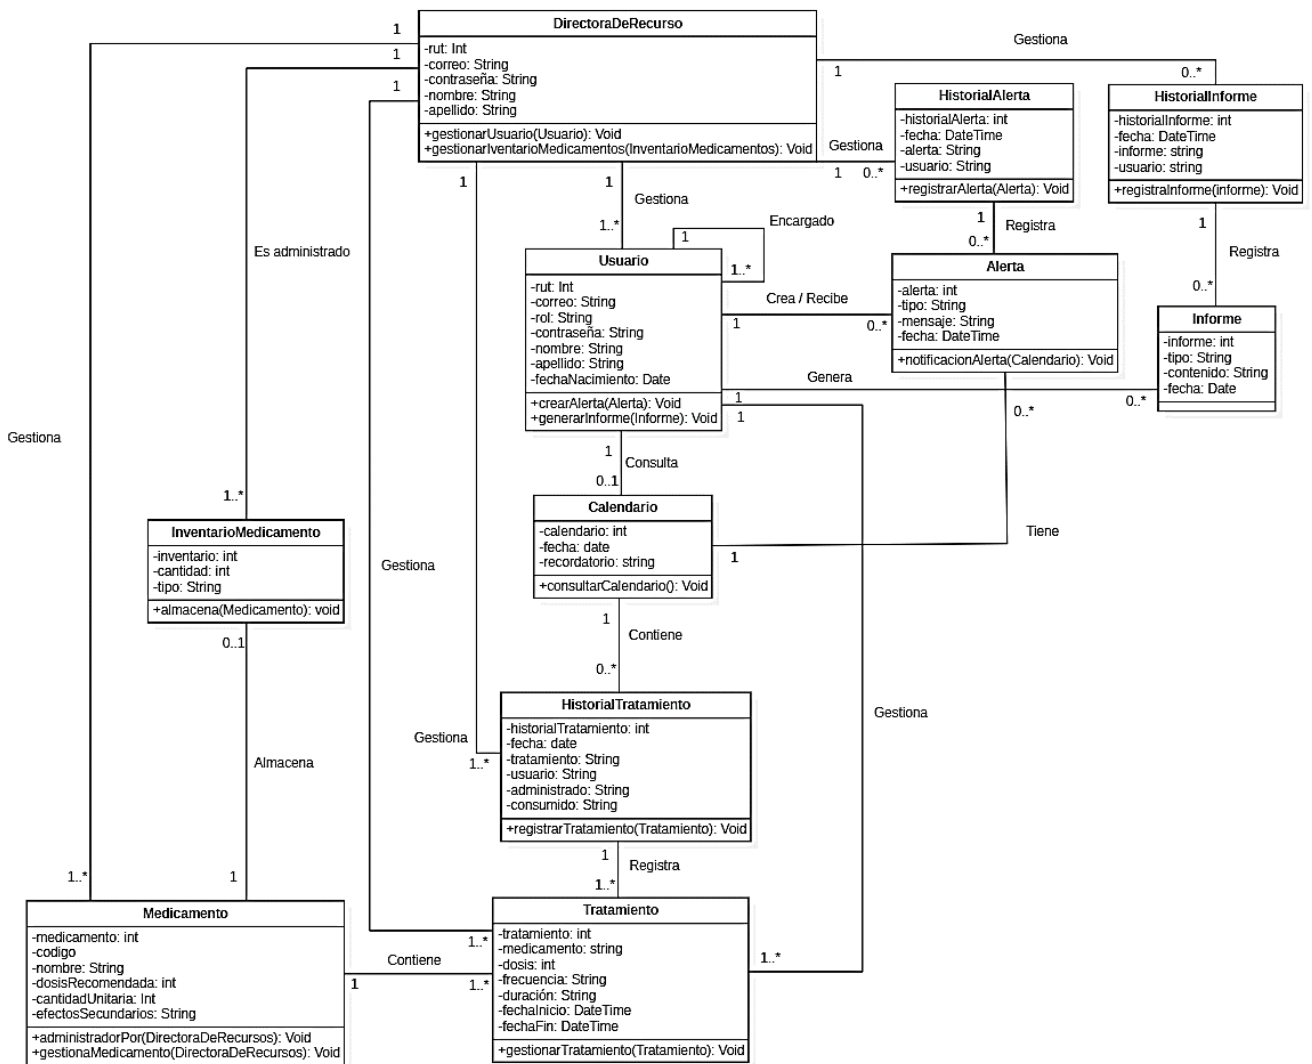 DirectoraDeRecurso
-rut: Int
-correo: String
-contraseña: String
-nombre: String
-apellido: String
+gestionarUsuario(Usuario): Void
+gestionarIventarioMedicamentos(InventarioMedicamentos): Void
1
1
1
1
Gestiona
0..*
HistorialAlerta
-historialAlerta: int
-fecha: DateTime
-alerta: String
-usuario: String
+registrarAlerta(Alerta): Void
HistorialInforme
-historialInforme: int
-fecha: DateTime
-informe: string
-usuario: string
+registraInforme(informe): Void
Gestiona
1
0..*
1
1
Gestiona
1..*
1
Registra
0..*
1
Registra
0..*
Es administrado
Encargado
1
1..*
Usuario
-rut: Int
-correo: String
-rol: String
-contraseña: String
-nombre: String
-apellido: String
-fechaNacimiento: Date
+crearAlerta(Alerta): Void
+generarInforme(Informe): Void
Crea / Recibe
1
0..*
Alerta
-alerta: int
-tipo: String
-mensaje: String
-fecha: DateTime
+notificacionAlerta(Calendario): Void
Informe
-informe: int
-tipo: String
-contenido: String
-fecha: Date
Genera
1
0..*
1
0..*
Gestiona
1
Consulta
0..1
1..*
InventarioMedicamento
-inventario: int
-cantidad: int
-tipo: String
+almacena(Medicamento): void
0..1
Gestiona
Calendario
-calendario: int
-fecha: date
-recordatorio: string
+consultarCalendario(): Void
1
Tiene
1
Contiene
0..*
HistorialTratamiento
-historialTratamiento: int
-fecha: date
-tratamiento: String
-usuario: String
-administrado: String
-consumido: String
+registrarTratamiento(Tratamiento): Void
Gestiona
1..*
Gestiona
Almacena
1
Registra
1..*
1..*
1
Medicamento
-medicamento: int
-codigo
-nombre: String
-dosisRecomendada: int
-cantidadUnitaria: Int
-efectosSecundarios: String
+administradorPor(DirectoraDeRecursos): Void
+gestionaMedicamento(DirectoraDeRecursos): Void
1..*
Contiene
1
1..*
Tratamiento
-tratamiento: int
-medicamento: string
-dosis: int
-frecuencia: String
-duración: String
-fechaInicio: DateTime
-fechaFin: DateTime
+gestionarTratamiento(Tratamiento): Void
1..*